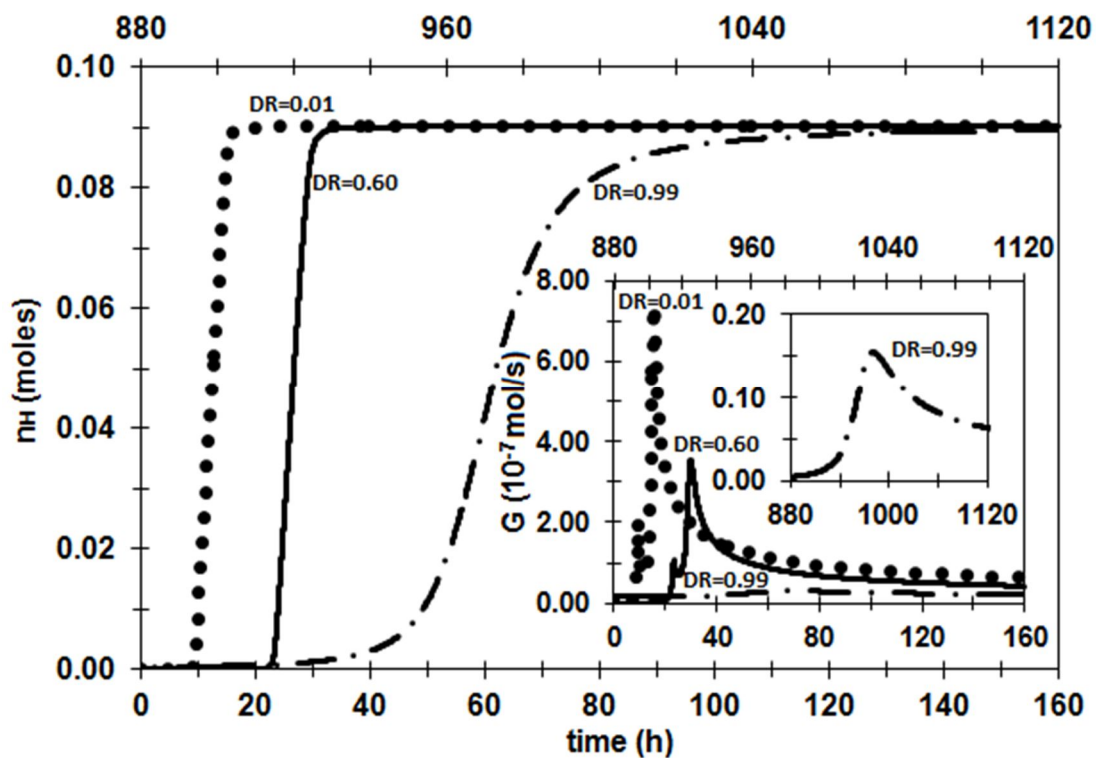 880 960 1040 1120
0.10
DR=0.01
0.08
DR=0.60
DR=0.99
880 960 1040 1120
0.06
8.00
DR=0.01
0.20
DR=0.99
6.00
nH (moles)
G (10-7 mol/s)
0.10
0.04
4.00
DR=0.60
0.00
880 1000 1120
0.02
2.00
DR=0.99
0.00
0 40 80 120 160
0.00
0 20 40 60 80 100 120 140 160
time (h)